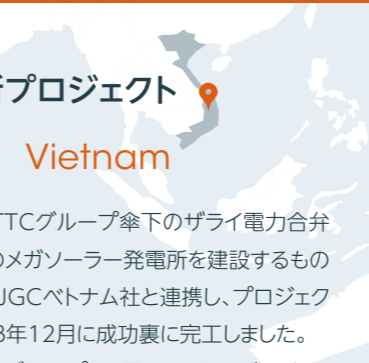 プロジェクト
Vietnam
TTCグループ傘下のザライ電力合弁
のメガソーラー発電所を建設するもの
JGCベトナム社と連携し、プロジェク
3年12月に成功裏に完工しました。